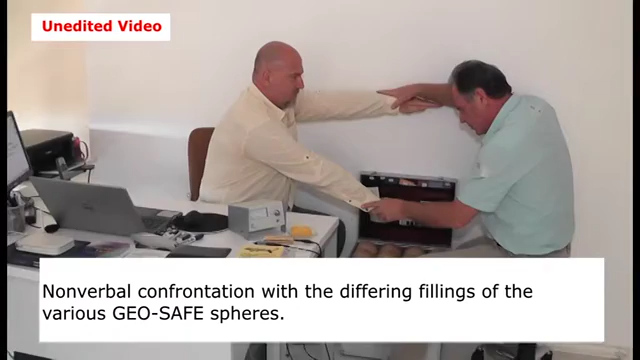 Unedited Video
Nonverbal confrontation with the differing fillings of the
various GEO-SAFE spheres.